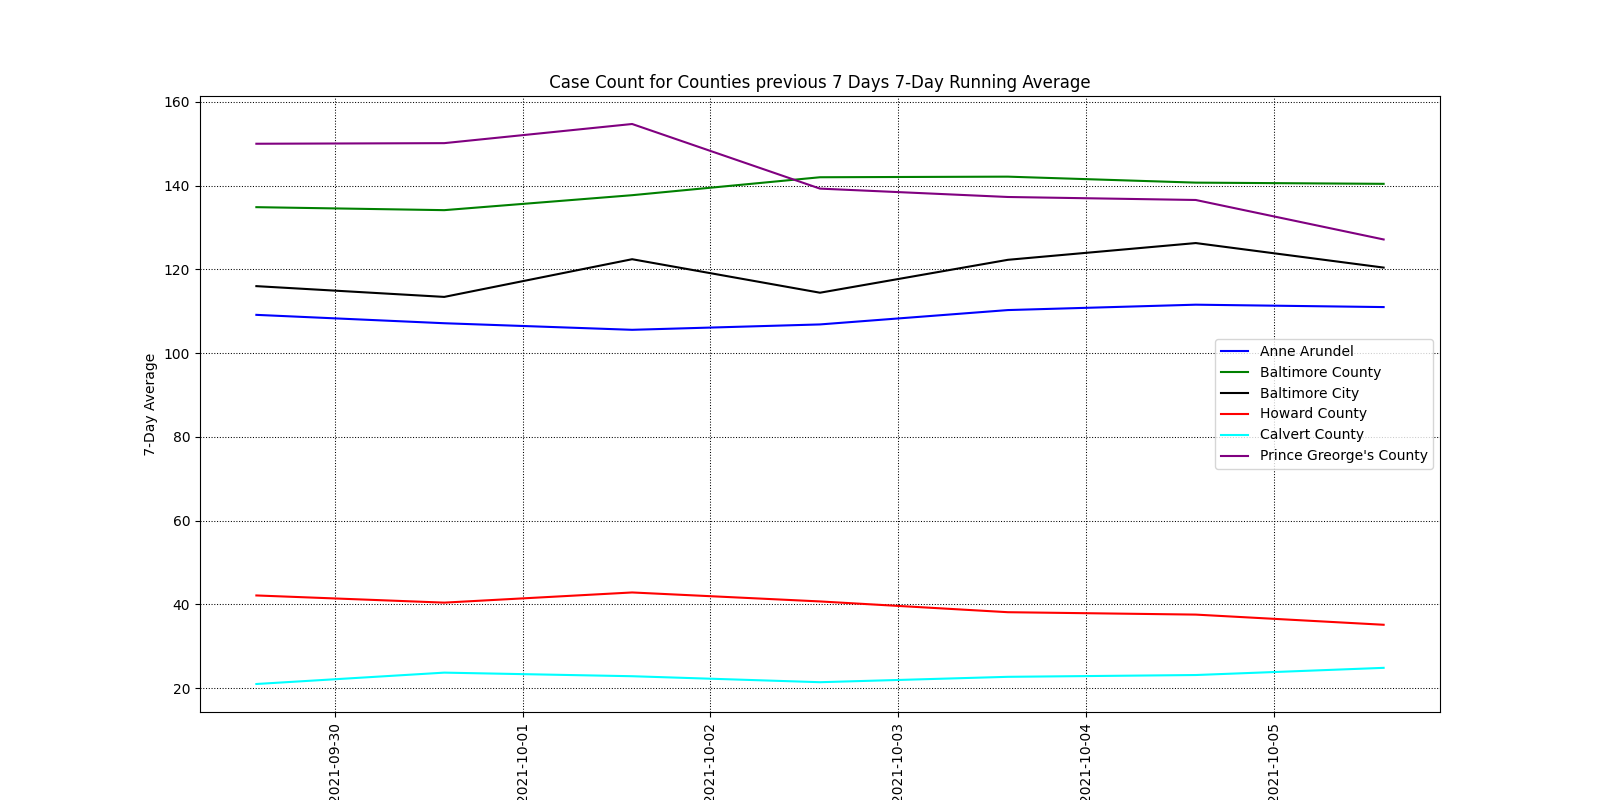 Case Count for Counties previous 7 Days 7-Day Running Average
160
140
120
100
80
60
40
20
7-Day Average
Anne Arundel
Baltimore County
Baltimore City
Howard County
Calvert County
Prince Greorge's County
2021-09-30
2021-10-01
2021-10-02
2021-10-03
2021-10-04
2021-10-05